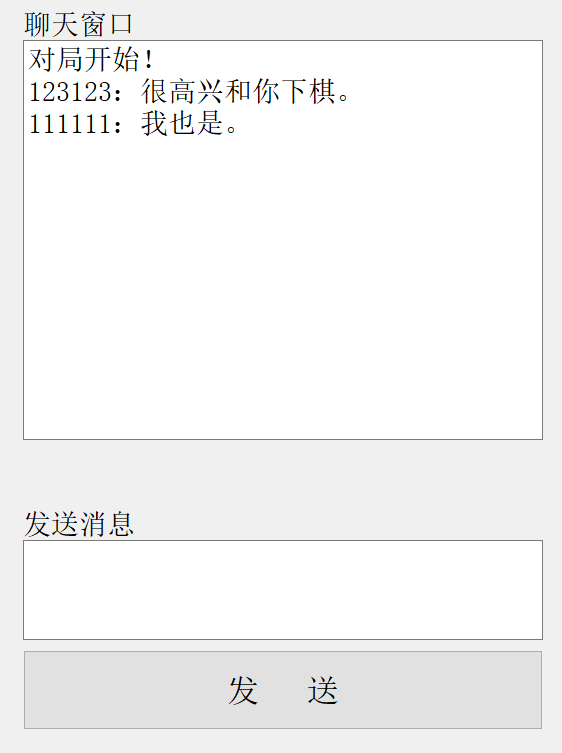 聊天窗口
对局开始！
123123：很高兴和你下棋。
111111：我也是。
发送消息
发 送